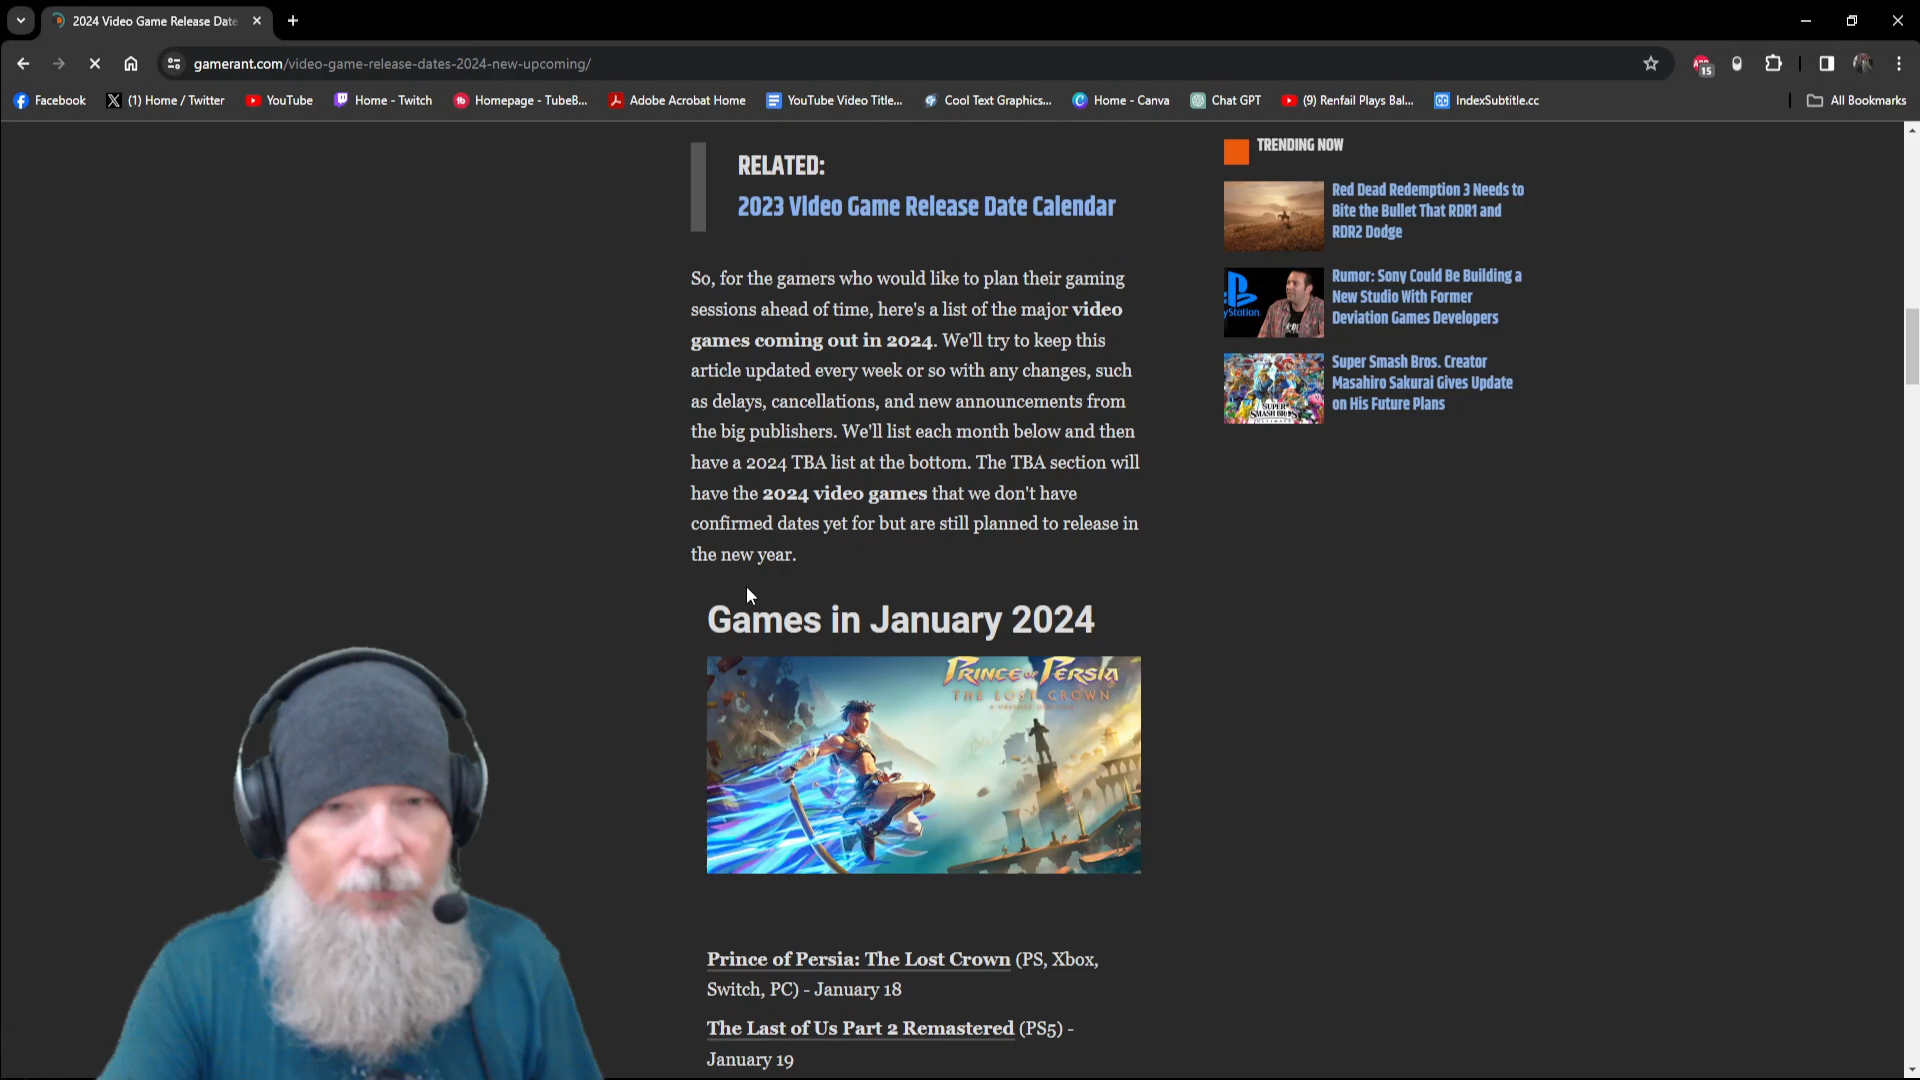 2024 Video Game Release Date
gamerant.com/video-game-release-dates-2024-new-upcoming/
15
Facebook
(1) Home / Twitter
YouTube
Home - Twitch
Homepage - TubeB...
Adobe Acrobat Home
YouTube Video Title...
Cool Text Graphics...
Home - Canva
Chat GPT
(9) Renfail Plays Bal...
IndexSubtitle.cc
All Bookmarks
RELATED:
2023 VIdeo Game Release Date Calendar
So, for the gamers who would like to plan their gaming
sessions ahead of time, here's a list of the major video
games coming out in 2024. We'll try to keep this
article updated every week or so with any changes, such
as delays, cancellations, and new announcements from
the big publishers. We'll list each month below and then
have a 2024 TBA list at the bottom. The TBA section will
have the 2024 video games that we don't have
confirmed dates yet for but are still planned to release in
the new year.
Games in January 2024
PRINCE OF PERSIA
THE LOST CROWN
Prince of Persia: The Lost Crown (PS, Xbox,
Switch, PC) - January 18
The Last of Us Part 2 Remastered (PS5) -
January 19
TRENDING NOW
Red Dead Redemption 3 Needs to
Bite the Bullet That RDR1 and
RDR2 Dodge
Rumor: Sony Could Be Building a
New Studio With Former
Deviation Games Developers
Super Smash Bros. Creator
Masahiro Sakurai Gives Update
on His Future Plans
SUPER
SMASH BROS